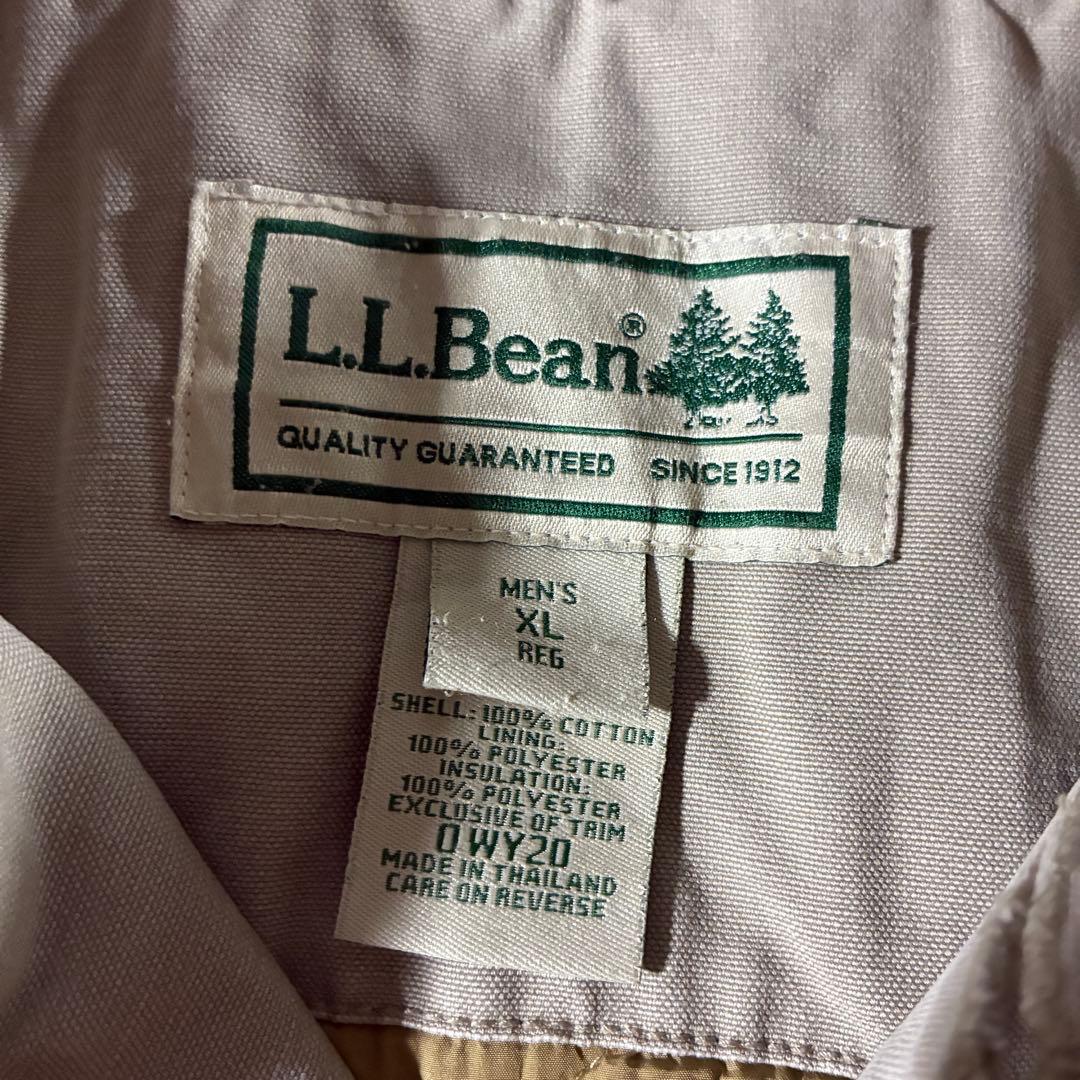 L.L.Bean®
QUALITY GUARANTEED SINCE 1912
MEN'S
XL
REG
SHELL: 100% COTTON
LINING:
100% POLYESTER
INSULATION:
100% POLYESTER
EXCLUSIVE OF TRIM
0WY20
MADE IN THAILAND
CARE ON REVERSE